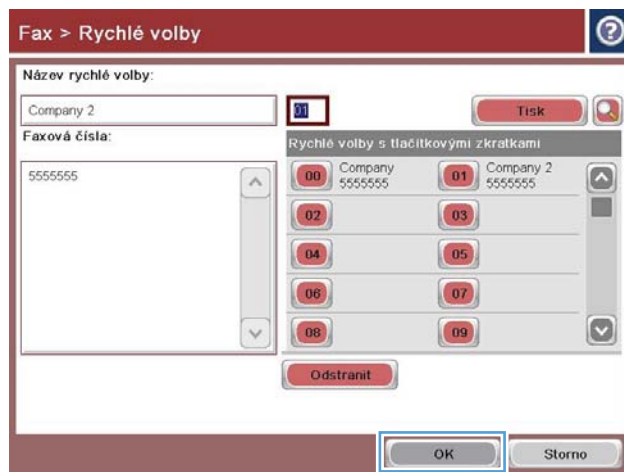 Fax > Rychlé volby
?
Název rychlé volby:
Company 2
01
Tisk
Faxová čísla:
Rychlé volby s tlačítkovými zkratkami
5555555
00 Company 5555555 01 Company 2 5555555
02 03
04 05
06 07
08 09
Odstranit
OK Storno